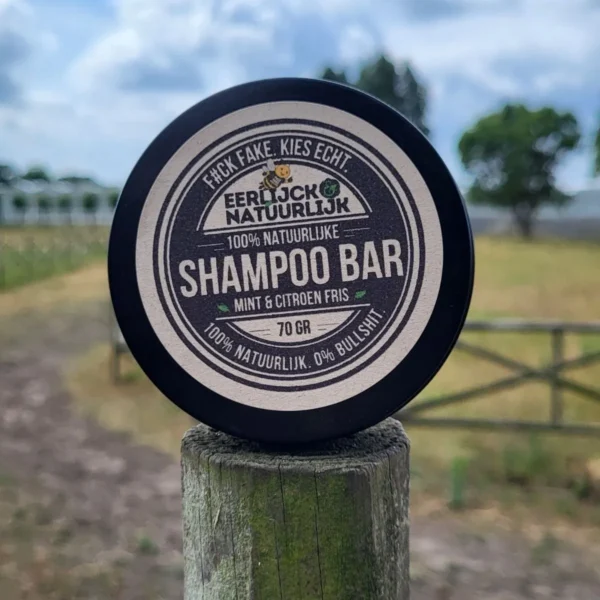 F#CK FAKE. KIES ECHT.
EERLIJCK
NATUURLIJK
100% NATUURLIJKE
SHAMPOO BAR
MINT & CITROEN FRIS
70 GR
100% NATUURLIJK. 0% BULLSHIT.